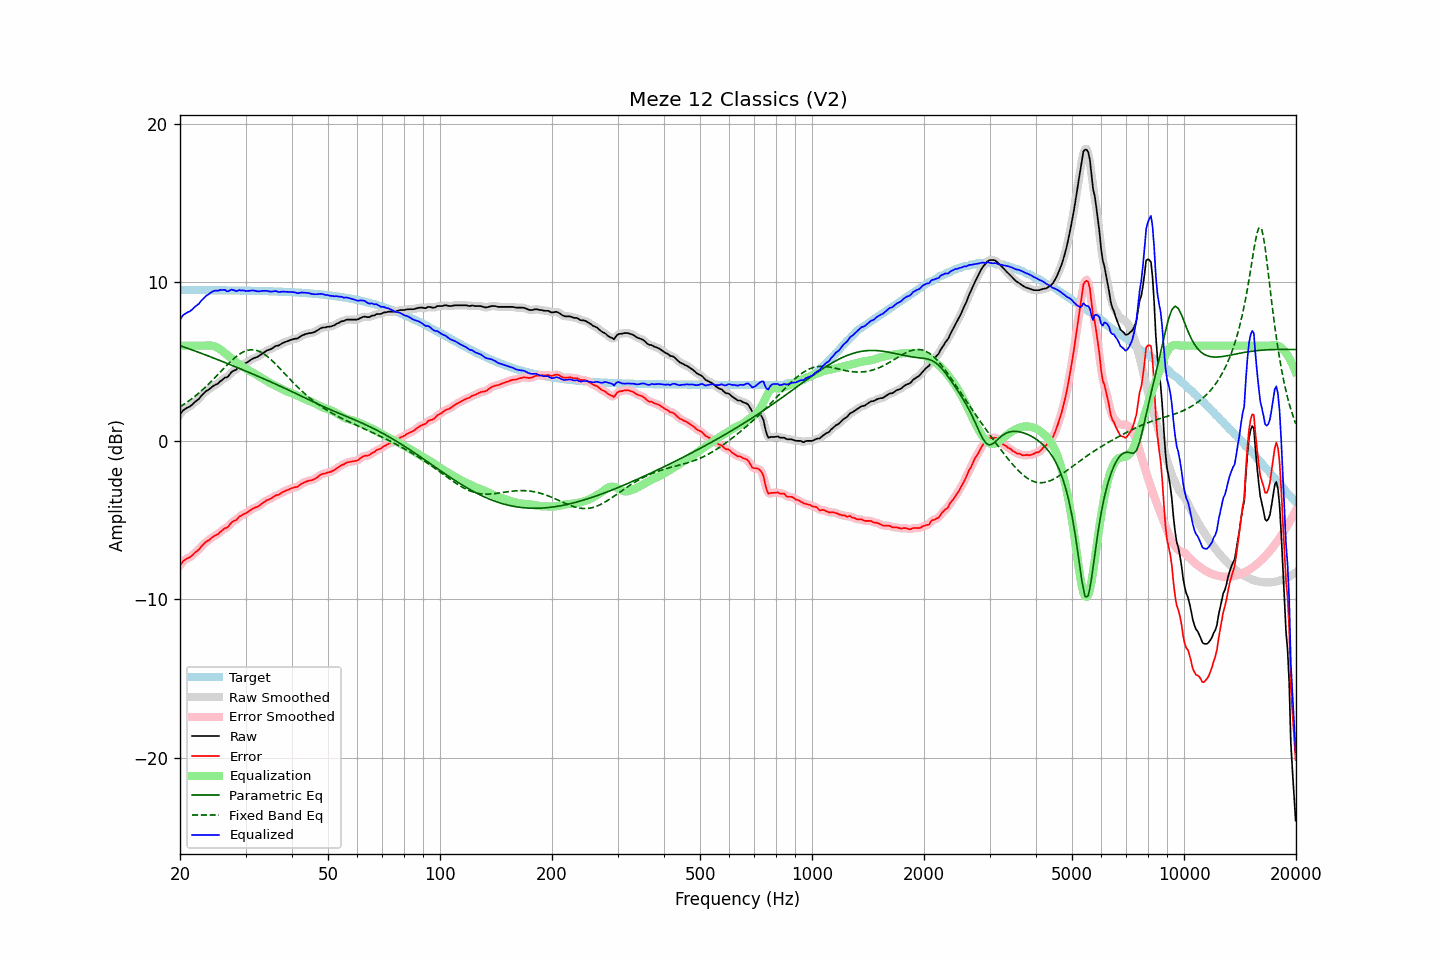 Meze 12 Classics (V2)
20
10
0
−10
−20
Amplitude (dBr)
Target
Raw Smoothed
Error Smoothed
Raw
Error
Equalization
Parametric Eq
Fixed Band Eq
Equalized
20 50 100 200 500 1000 2000 5000 10000 20000
Frequency (Hz)